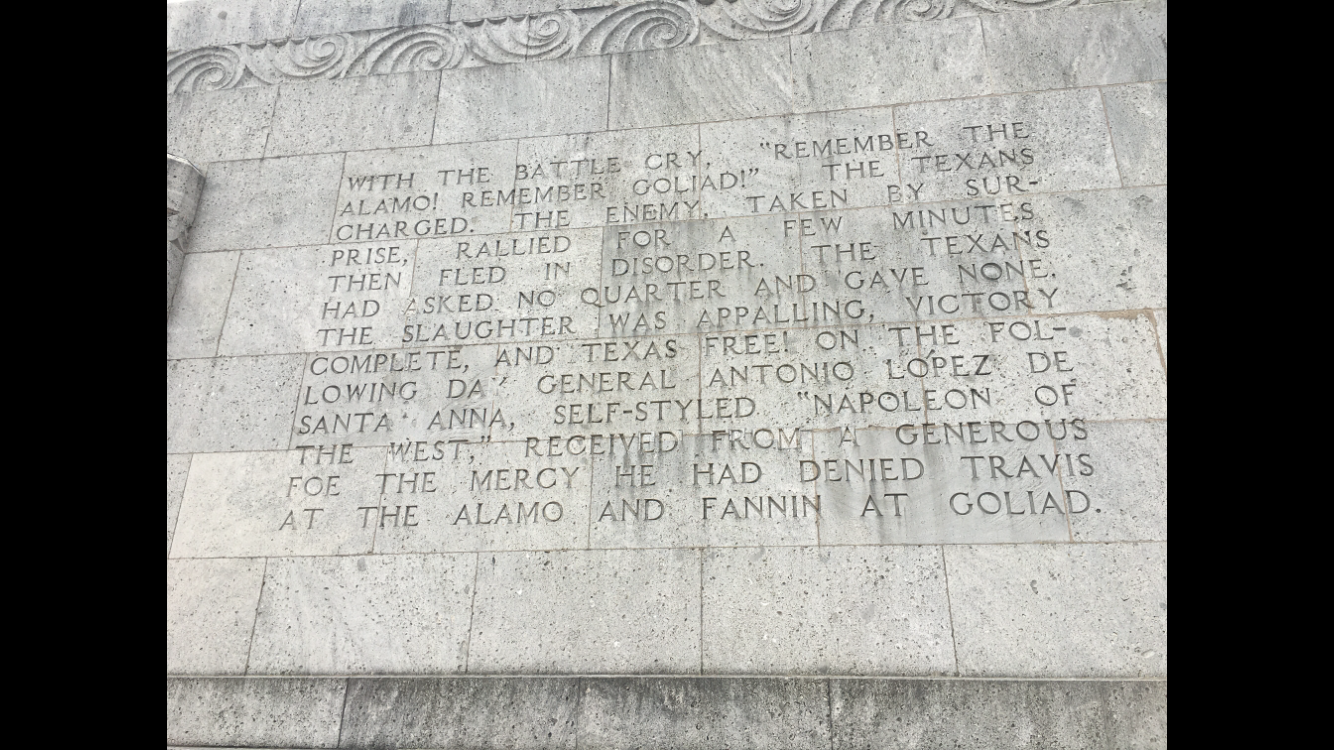 WITH THE BATTLE CRY, "REMEMBER THE
ALAMO! REMEMBER GOLIAD!" THE TEXANS
CHARGED. THE ENEMY, TAKEN BY SUR-
PRISE, RALLIED FOR A FEW MINUTES
THEN FLED IN DISORDER. THE TEXANS
HAD ASKED NO QUARTER AND GAVE NONE.
THE SLAUGHTER WAS APPALLING, VICTORY
COMPLETE, AND TEXAS FREE! ON THE FOL-
LOWING DAY GENERAL ANTONIO LÓPEZ DE
SANTA ANNA, SELF-STYLED "NAPOLEON OF
THE WEST," RECEIVED FROM A GENEROUS
FOE THE MERCY HE HAD DENIED TRAVIS
AT THE ALAMO AND FANNIN AT GOLIAD.